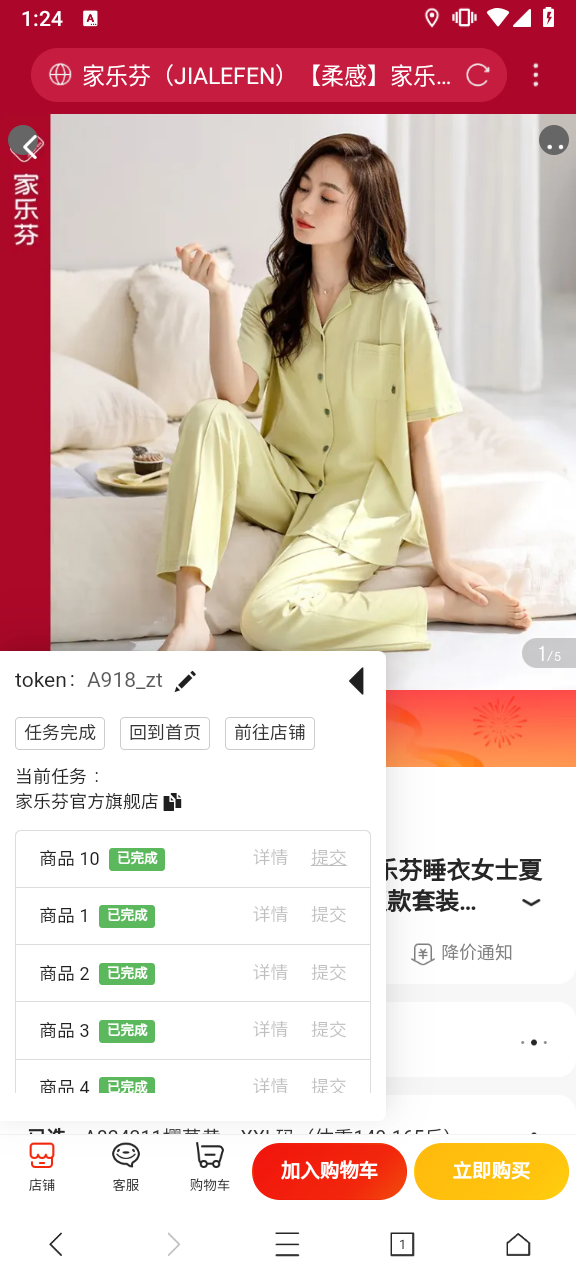 1:24
家乐芬（JIALEFEN）【柔感】家乐...
家乐芬
1/5
token： A918_zt
任务完成 回到首页 前往店铺
当前任务：
家乐芬官方旗舰店
商品 10 已完成 详情 提交
商品 1 已完成 详情 提交
商品 2 已完成 详情 提交
商品 3 已完成 详情 提交
商品 4 已完成 详情 提交
乐芬睡衣女士夏
款套装...
降价通知
加入购物车 立即购买
店铺 客服 购物车
1